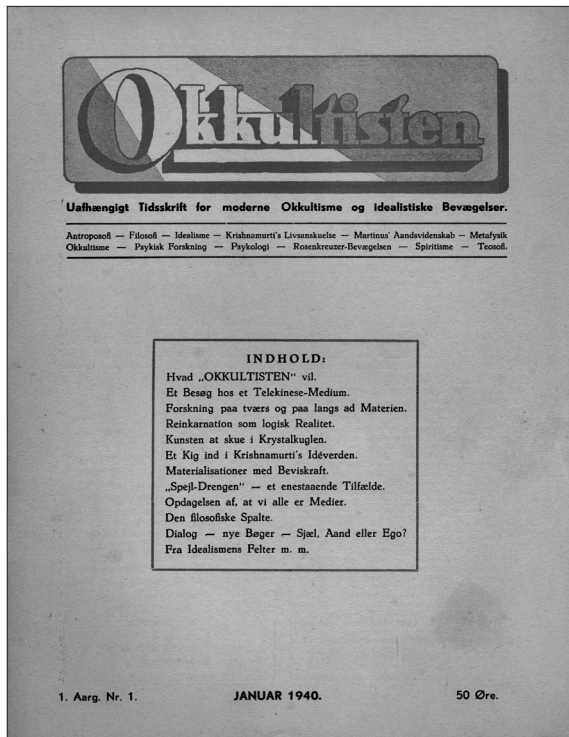 Okkultisten
Uafhængigt Tidsskrift for moderne Okkultisme og idealistiske Bevægelser.
Antroposofi — Filosofi — Idealisme — Krishnamurti's Livsanskuelse — Martinus' Aandsvidenskab — Metafysik
Okkultisme — Psykisk Forskning — Psykologi — Rosenkreuzer-Bevægelsen — Spiritisme — Teosofi.
INDHOLD:
Hvad „OKKULTISTEN“ vil.
Et Besøg hos et Telekinese-Medium.
Forskning paa tværs og paa langs ad Materien.
Reinkarnation som logisk Realitet.
Kunsten at skue i Krystalkuglen.
Et Kig ind i Krishnamurti's Idéverden.
Materialisationer med Beviskraft.
„Spejl-Drengen“ — et enestaaende Tilfælde.
Opdagelsen af, at vi alle er Medier.
Den filosofiske Spalte.
Dialog — nye Bøger — Sjæl, Aand eller Ego?
Fra Idealismens Felter m. m.
1. Aarg. Nr. 1. JANUAR 1940. 50 Øre.